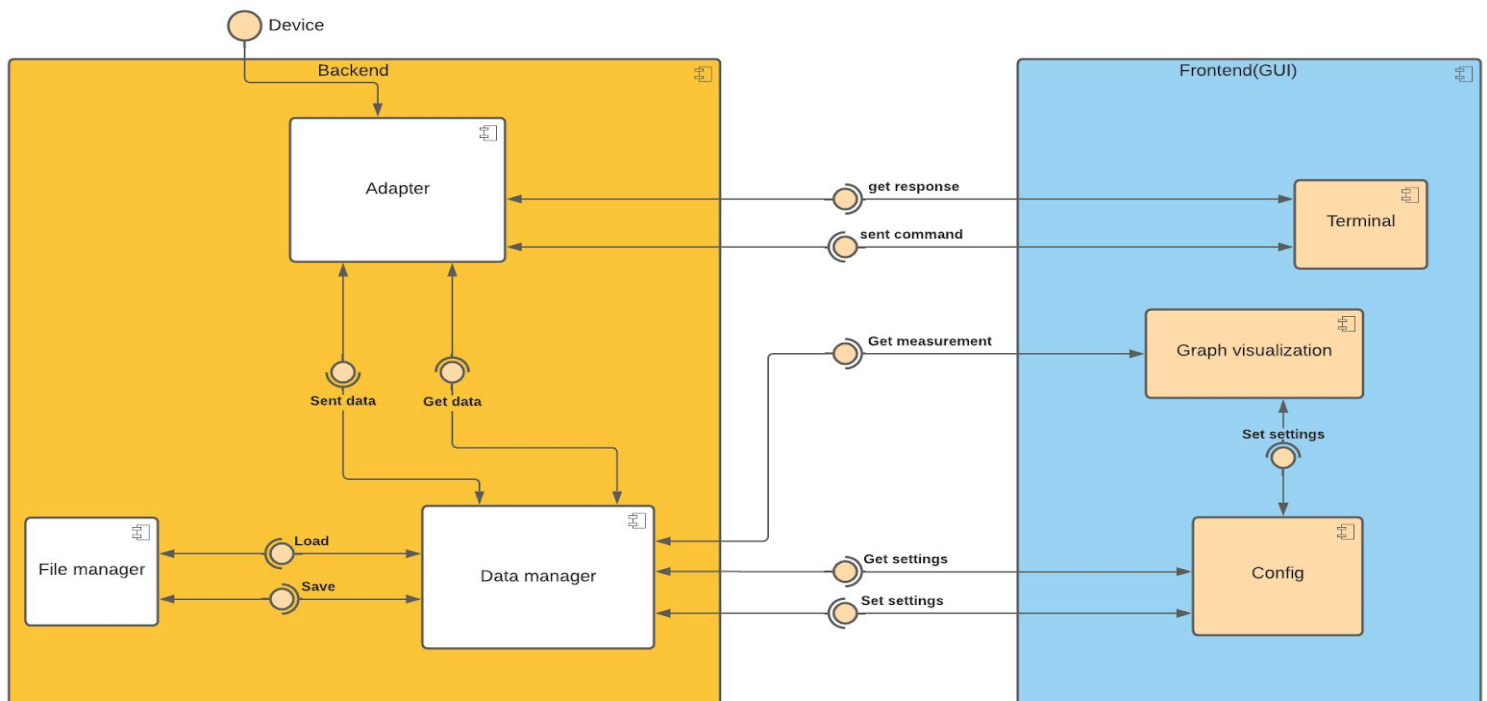 Device
Backend
Frontend(GUI)
Adapter
get response
sent command
Terminal
Get measurement
Graph visualization
Sent data
Get data
Set settings
Load
File manager
Save
Data manager
Get settings
Set settings
Config